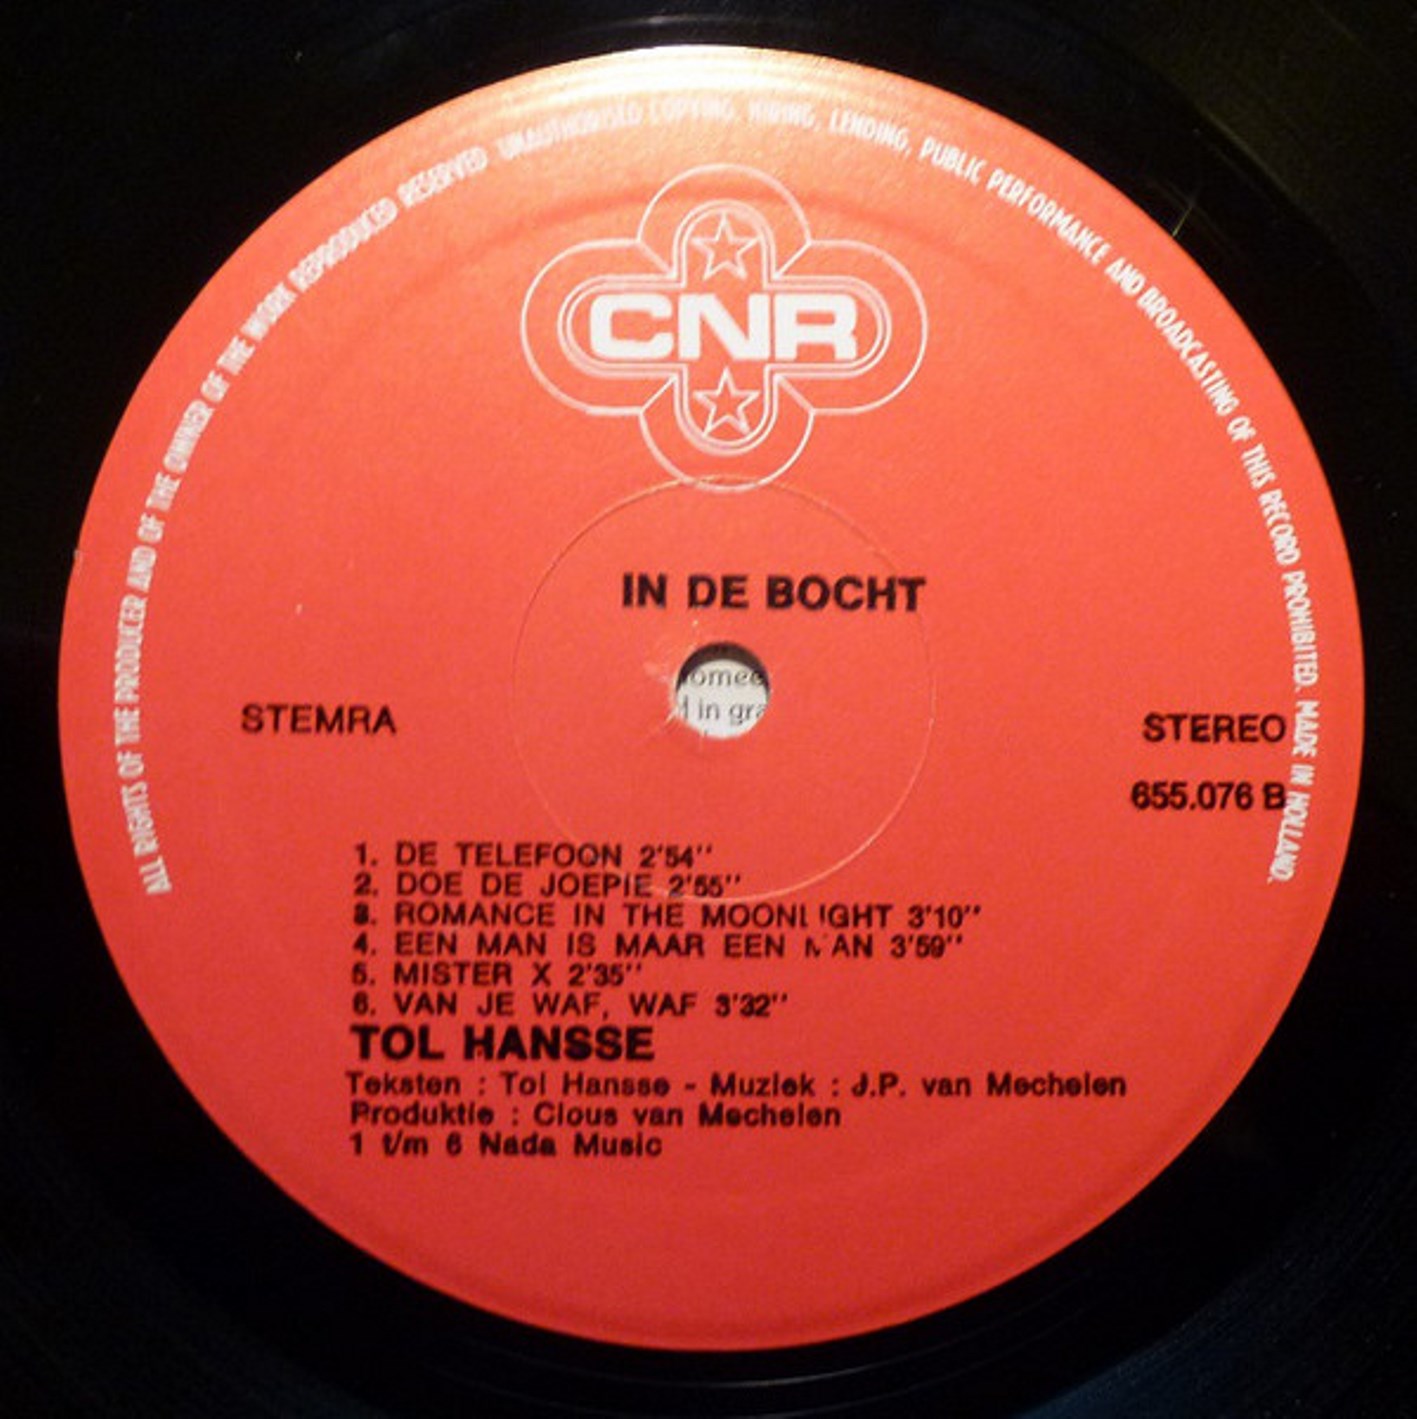 ALL RIGHTS OF THE PRODUCER AND OF THE OWNER OF THE WORK REPRODUCED RESERVED UNAUTHORISED COPYING, HIRING, LENDING, PUBLIC PERFORMANCE AND BROADCASTING OF THIS RECORD PROHIBITED. MADE IN HOLLAND.
CNR
IN DE BOCHT
omee
in gra
STEMRA
STEREO
655.076 B
1. DE TELEFOON 2'54''
2. DOE DE JOEPIE 2'55''
3. ROMANCE IN THE MOONLIGHT 3'10''
4. EEN MAN IS MAAR EEN MAN 3'59''
5. MISTER X 2'35''
6. VAN JE WAF, WAF 3'32''
TOL HANSSE
Teksten : Tol Hansse - Muziek : J.P. van Mechelen
Produktie : Clous van Mechelen
1 t/m 6 Nada Music